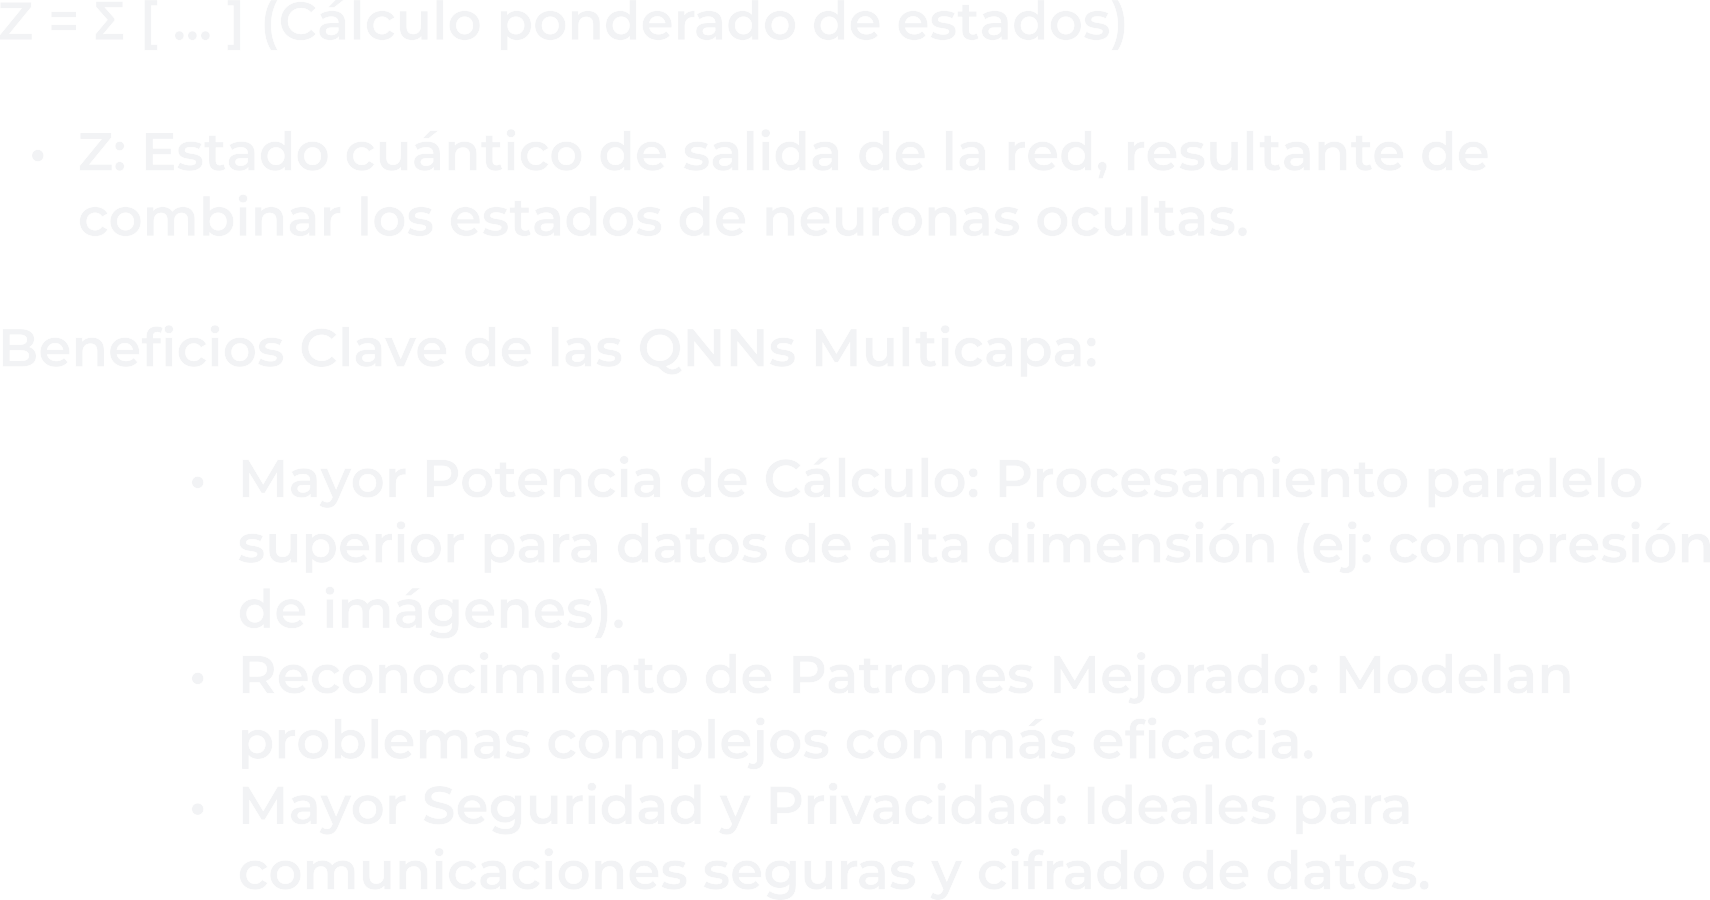 Z = Σ [ ... ] (Cálculo ponderado de estados)
• Z: Estado cuántico de salida de la red, resultante de
combinar los estados de neuronas ocultas.
Beneficios Clave de las QNNs Multicapa:
• Mayor Potencia de Cálculo: Procesamiento paralelo
superior para datos de alta dimensión (ej: compresión
de imágenes).
• Reconocimiento de Patrones Mejorado: Modelan
problemas complejos con más eficacia.
• Mayor Seguridad y Privacidad: Ideales para
comunicaciones seguras y cifrado de datos.